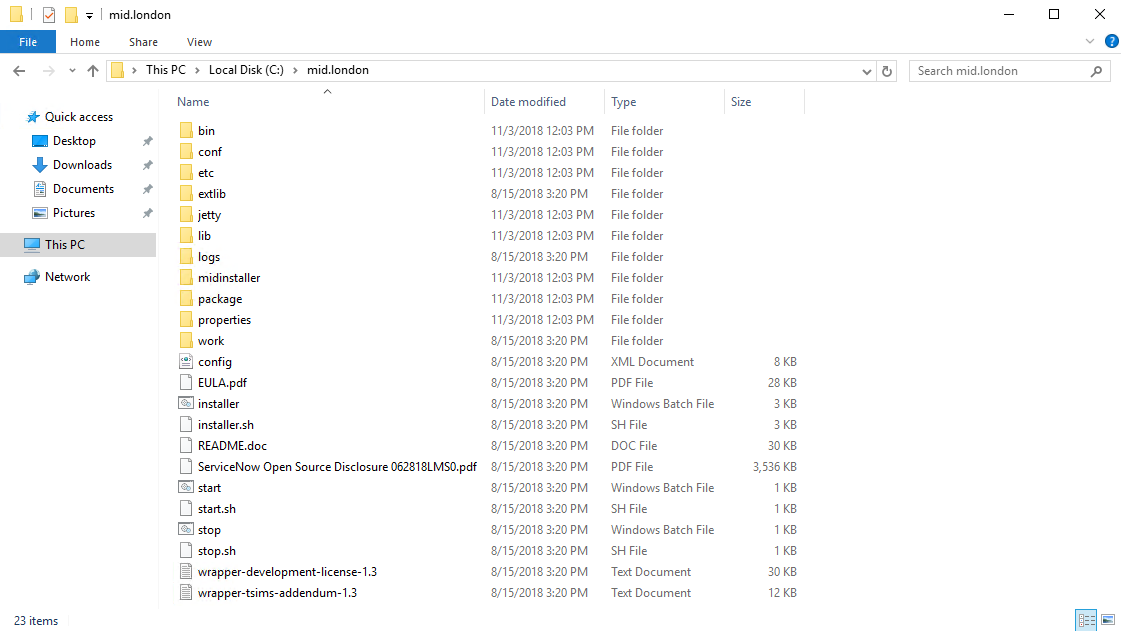 mid.london
File Home Share View
This PC Local Disk (C:) mid.london Search mid.london
Name Date modified Type Size
Quick access
Desktop
Downloads
Documents
Pictures
This PC
Network
bin 11/3/2018 12:03 PM File folder
conf 11/3/2018 12:03 PM File folder
etc 11/3/2018 12:03 PM File folder
extlib 8/15/2018 3:20 PM File folder
jetty 11/3/2018 12:03 PM File folder
lib 11/3/2018 12:03 PM File folder
logs 8/15/2018 3:20 PM File folder
midinstaller 11/3/2018 12:03 PM File folder
package 11/3/2018 12:03 PM File folder
properties 11/3/2018 12:03 PM File folder
work 8/15/2018 3:20 PM File folder
config 8/15/2018 3:20 PM XML Document 8 KB
EULA.pdf 8/15/2018 3:20 PM PDF File 28 KB
installer 8/15/2018 3:20 PM Windows Batch File 3 KB
installer.sh 8/15/2018 3:20 PM SH File 3 KB
README.doc 8/15/2018 3:20 PM DOC File 30 KB
ServiceNow Open Source Disclosure 062818LMS0.pdf 8/15/2018 3:20 PM PDF File 3,536 KB
start 8/15/2018 3:20 PM Windows Batch File 1 KB
start.sh 8/15/2018 3:20 PM SH File 1 KB
stop 8/15/2018 3:20 PM Windows Batch File 1 KB
stop.sh 8/15/2018 3:20 PM SH File 1 KB
wrapper-development-license-1.3 8/15/2018 3:20 PM Text Document 30 KB
wrapper-tsims-addendum-1.3 8/15/2018 3:20 PM Text Document 12 KB
23 items